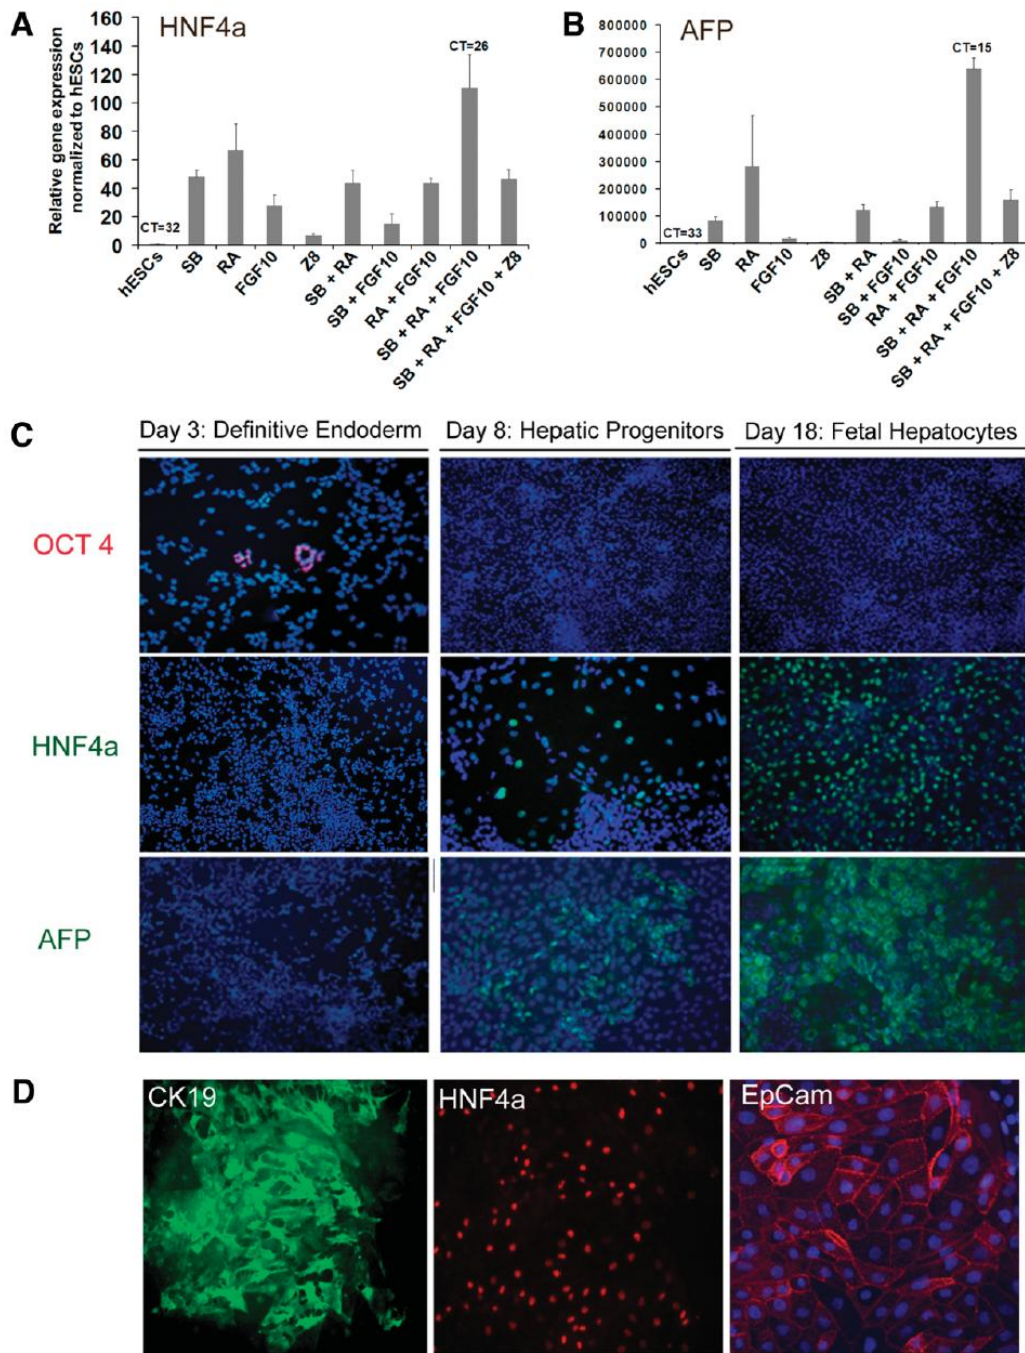 A
HNF4a
Relative gene expression
normalized to hESCs
160
140
120
100
80
60
40
20
0
CT=32
CT=26
hESCs
SB
RA
FGF10
Z8
SB + RA
SB + FGF10
RA + FGF10
SB + RA + FGF10
SB + RA + FGF10 + Z8
B
AFP
800000
700000
600000
500000
400000
300000
200000
100000
0
CT=33
CT=15
hESCs
SB
RA
FGF10
Z8
SB + RA
SB + FGF10
RA + FGF10
SB + RA + FGF10
SB + RA + FGF10 + Z8
C
Day 3: Definitive Endoderm
Day 8: Hepatic Progenitors
Day 18: Fetal Hepatocytes
OCT 4
HNF4a
AFP
D
CK19
HNF4a
EpCam